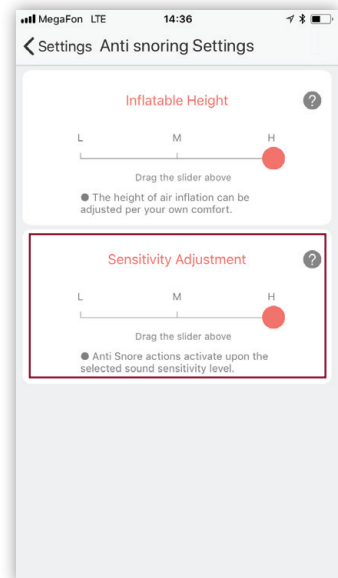 MegaFon LTE 14:36
Settings Anti snoring Settings
Inflatable Height ?
L M H
Drag the slider above
● The height of air inflation can be
adjusted per your own comfort.
Sensitivity Adjustment ?
L M H
Drag the slider above
● Anti Snore actions activate upon the
selected sound sensitivity level.